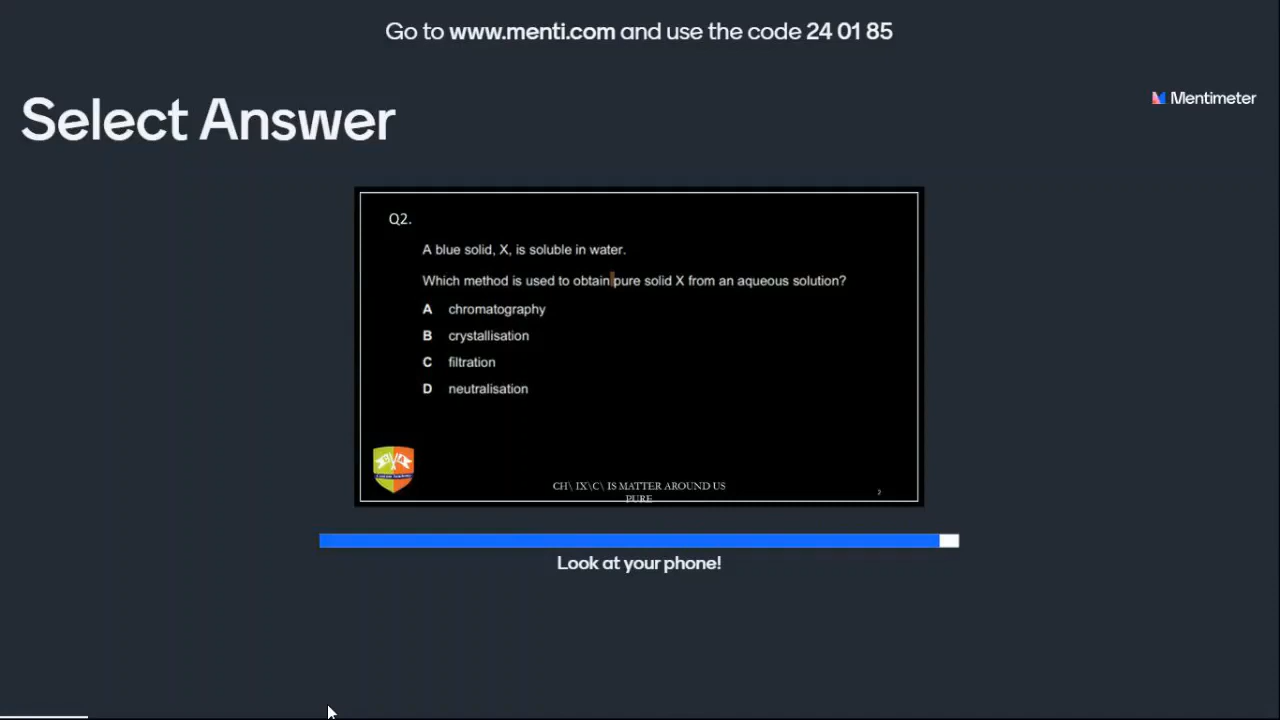 Go to www.menti.com and use the code 24 01 85
Mentimeter
Select Answer
Q2.
A blue solid, X, is soluble in water.
Which method is used to obtain pure solid X from an aqueous solution?
A chromatography
B crystallisation
C filtration
D neutralisation
CH\ IX\C\ IS MATTER AROUND US
PURE
2
Look at your phone!